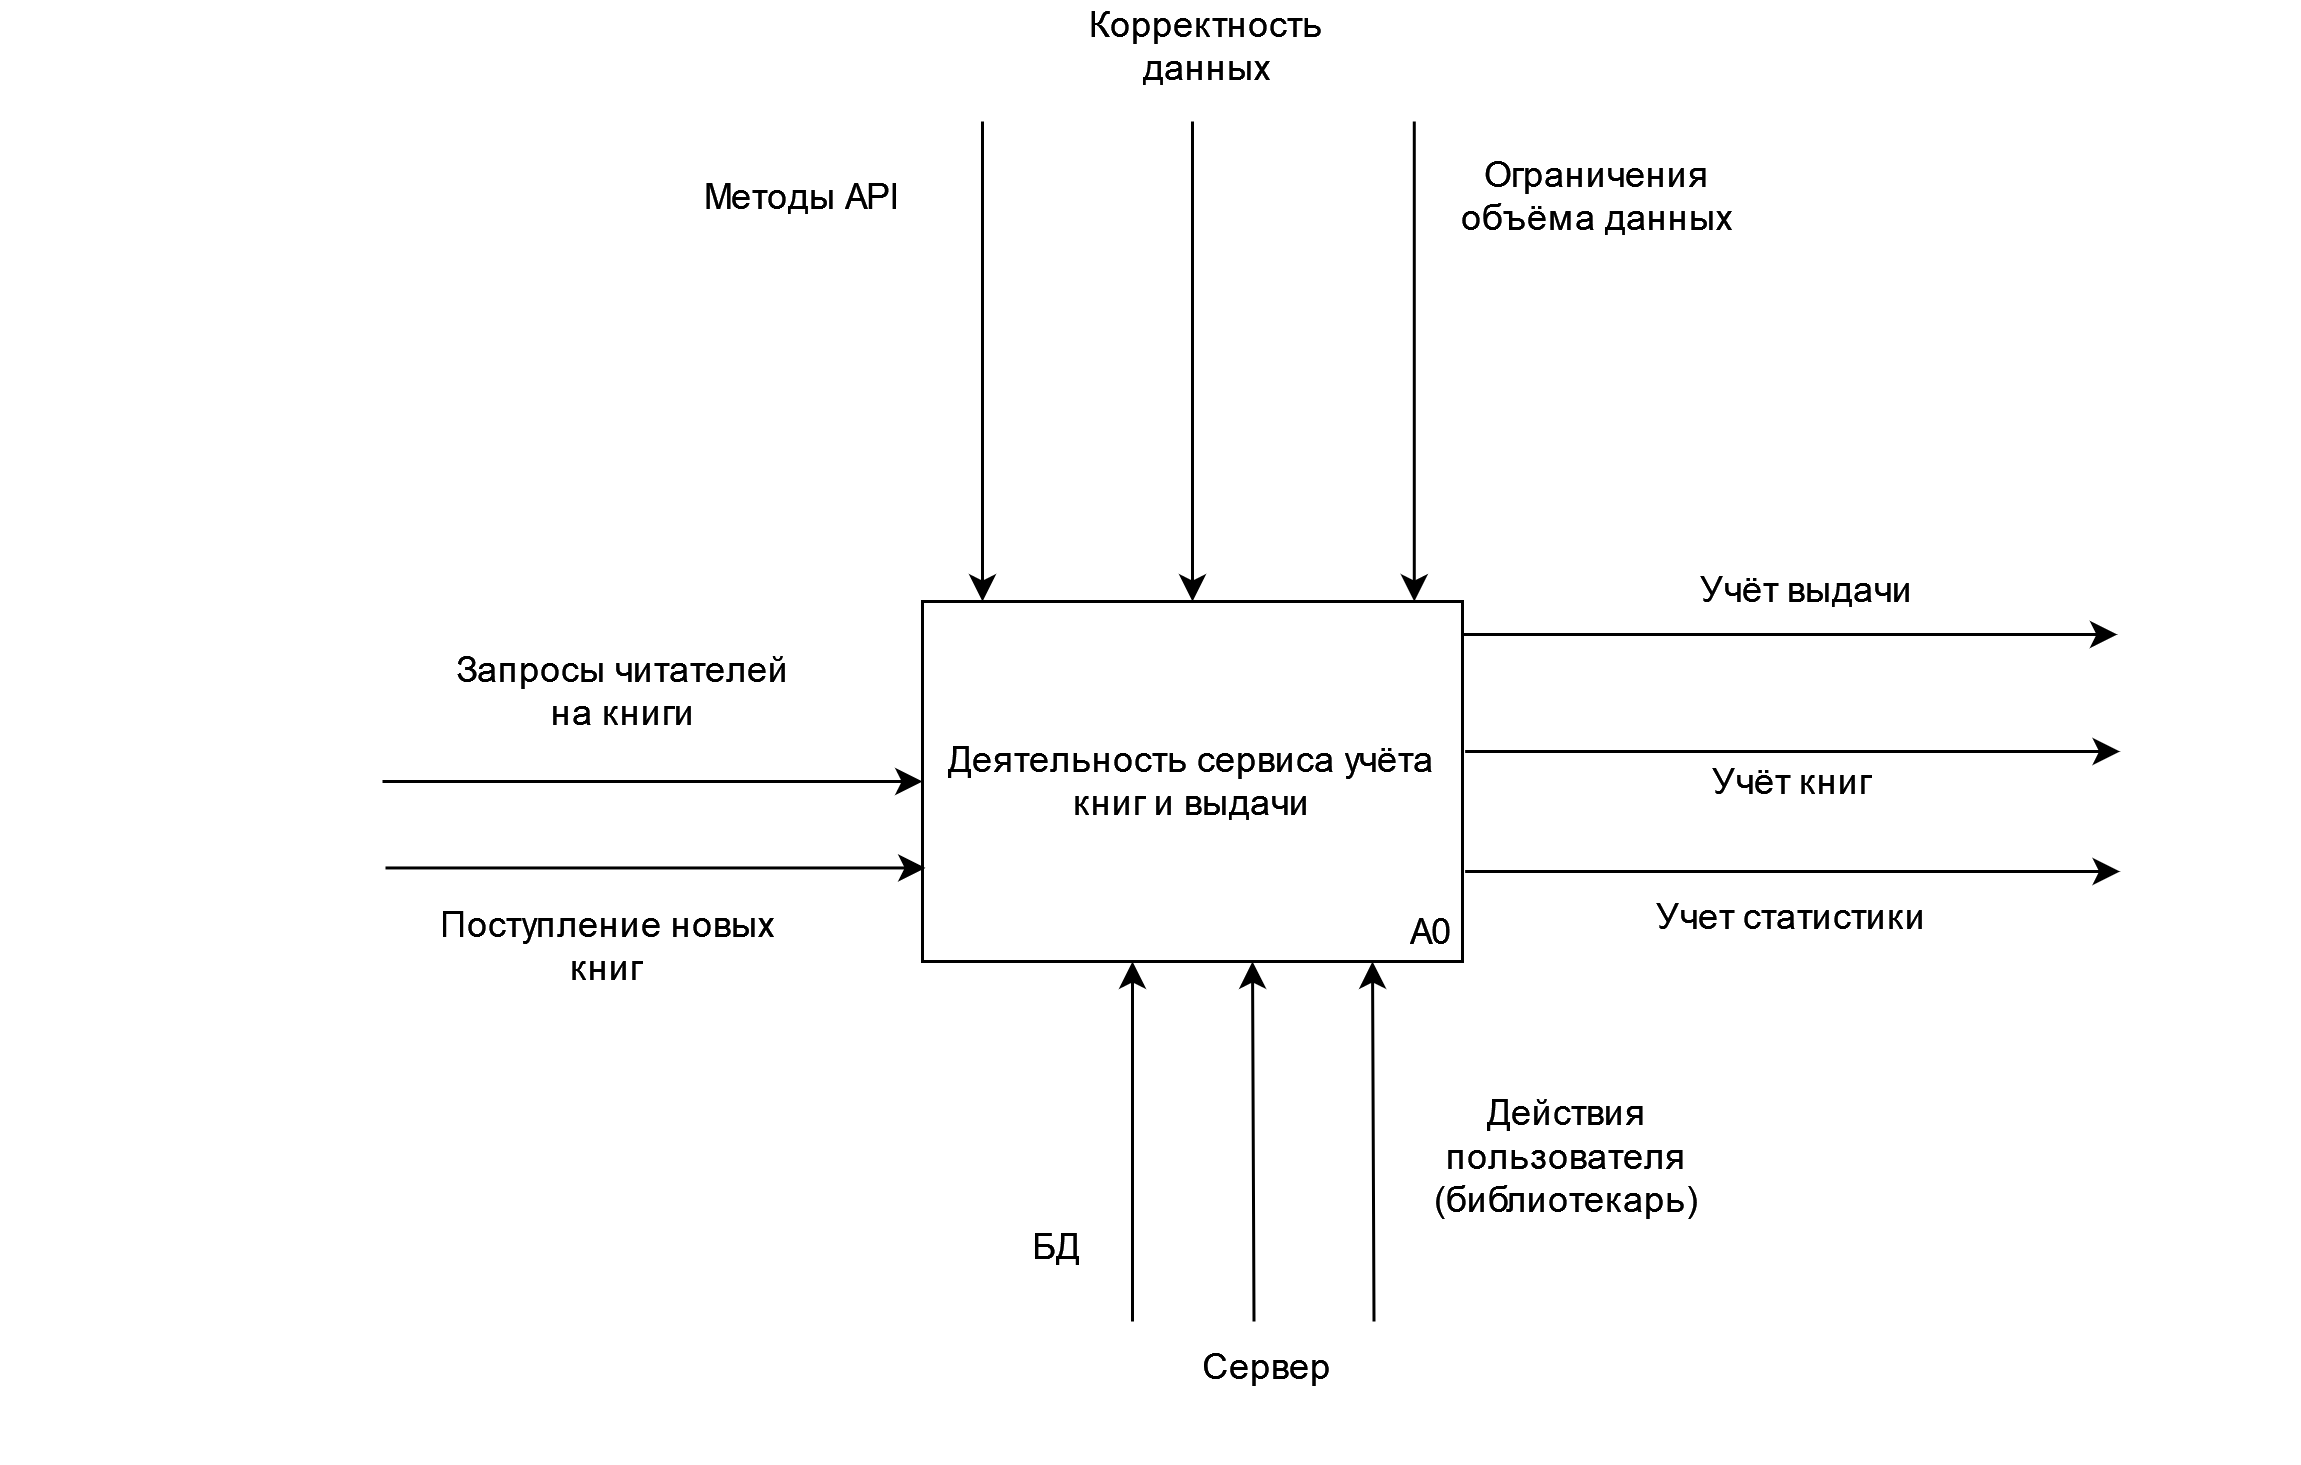 Корректность
данных
Методы API
Ограничения
объёма данных
Учёт выдачи
Запросы читателей
на книги
Деятельность сервиса учёта
книг и выдачи
Учёт книг
Поступление новых
книг
А0
Учет статистики
Действия
пользователя
(библиотекарь)
БД
Сервер